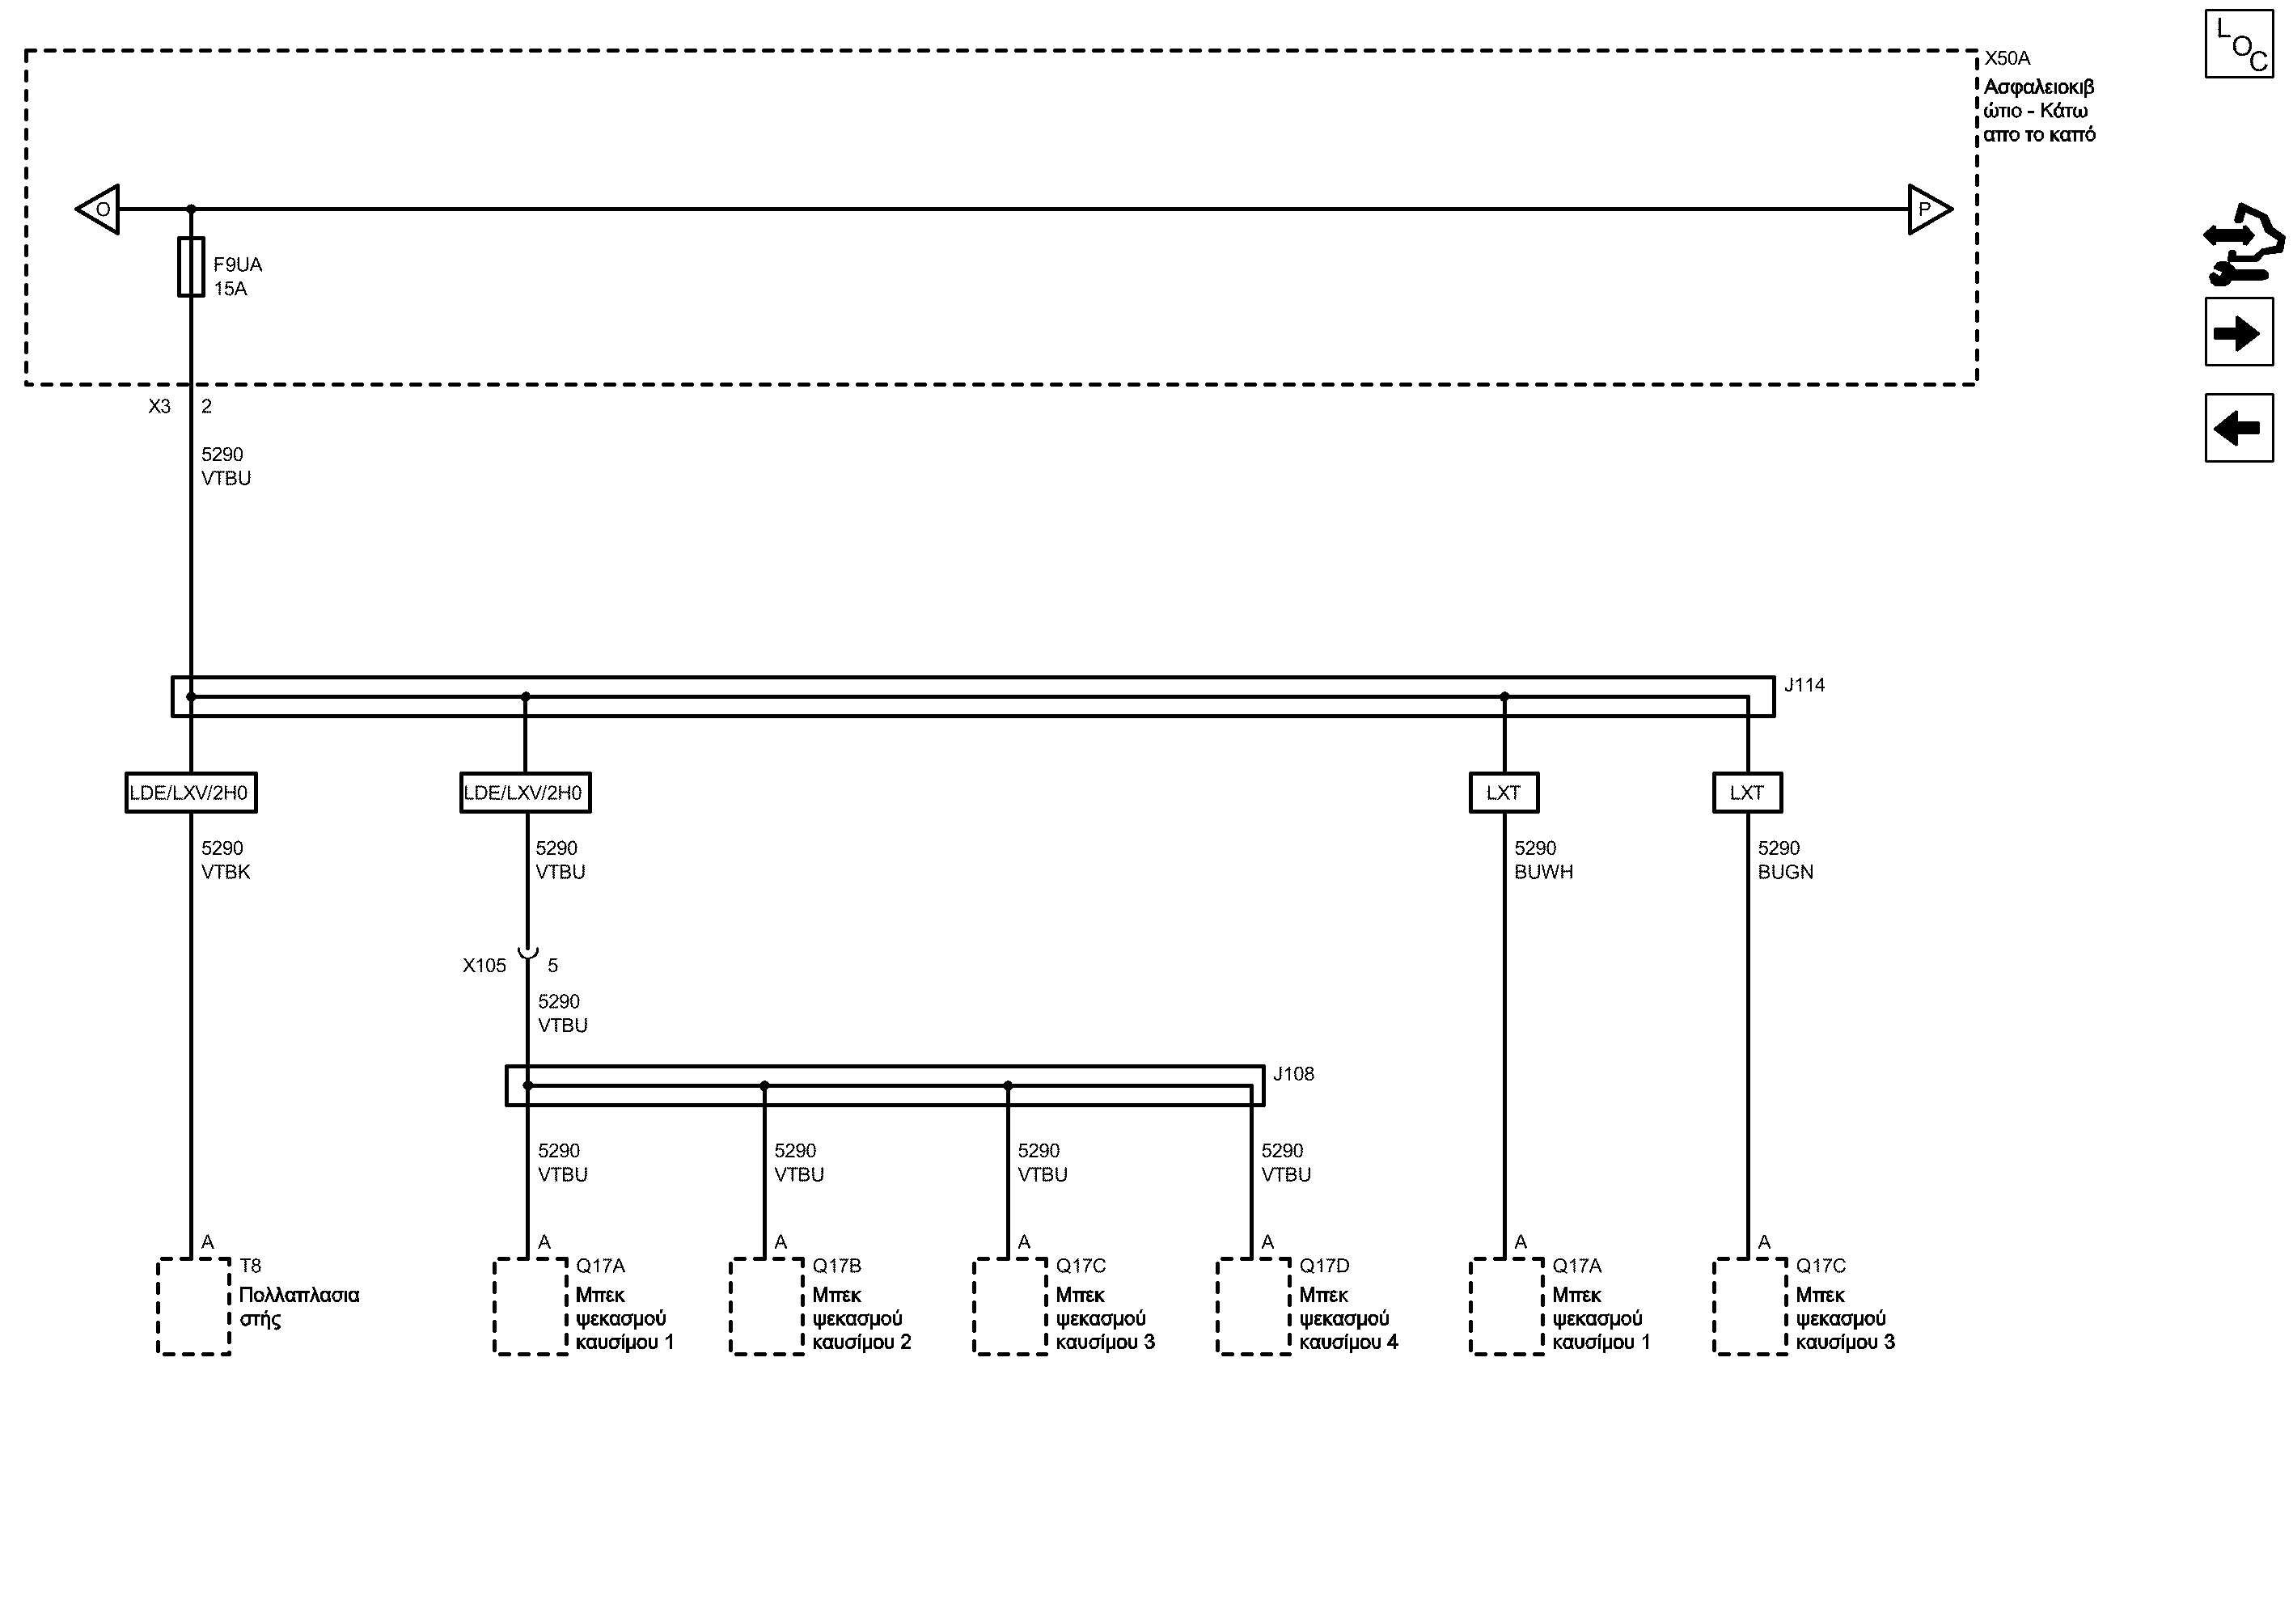 LOC
X50A
Ασφαλειοκιβ
ώτιο - Κάτω
απο το καπό
O
P
F9UA
15A
X3 2
5290
VTBU
J114
LDE/LXV/2H0 LDE/LXV/2H0 LXT LXT
5290 5290 5290 5290
VTBK VTBU BUWH BUGN
X105 5
5290
VTBU
J108
5290 5290 5290 5290
VTBU VTBU VTBU VTBU
A A A A A A A
T8 Q17A Q17B Q17C Q17D Q17A Q17C
Πολλαπλασια Μπεκ Μπεκ Μπεκ Μπεκ Μπεκ Μπεκ
στής ψεκασμού ψεκασμού ψεκασμού ψεκασμού ψεκασμού ψεκασμού
καυσίμου 1 καυσίμου 2 καυσίμου 3 καυσίμου 4 καυσίμου 1 καυσίμου 3